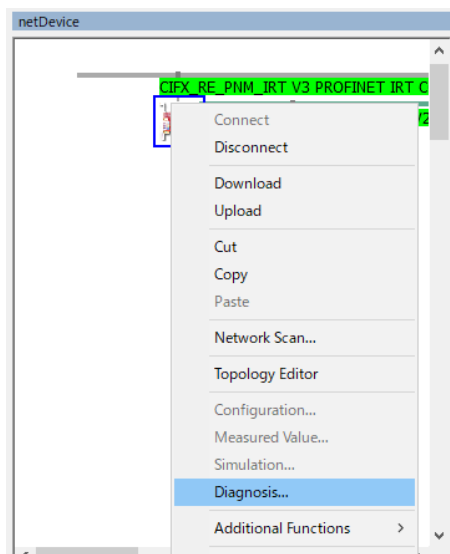 netDevice
CIFX_RE_PNM_IRT V3 PROFINET IRT C
Connect
Disconnect
Download
Upload
Cut
Copy
Paste
Network Scan...
Topology Editor
Configuration...
Measured Value...
Simulation...
Diagnosis...
Additional Functions